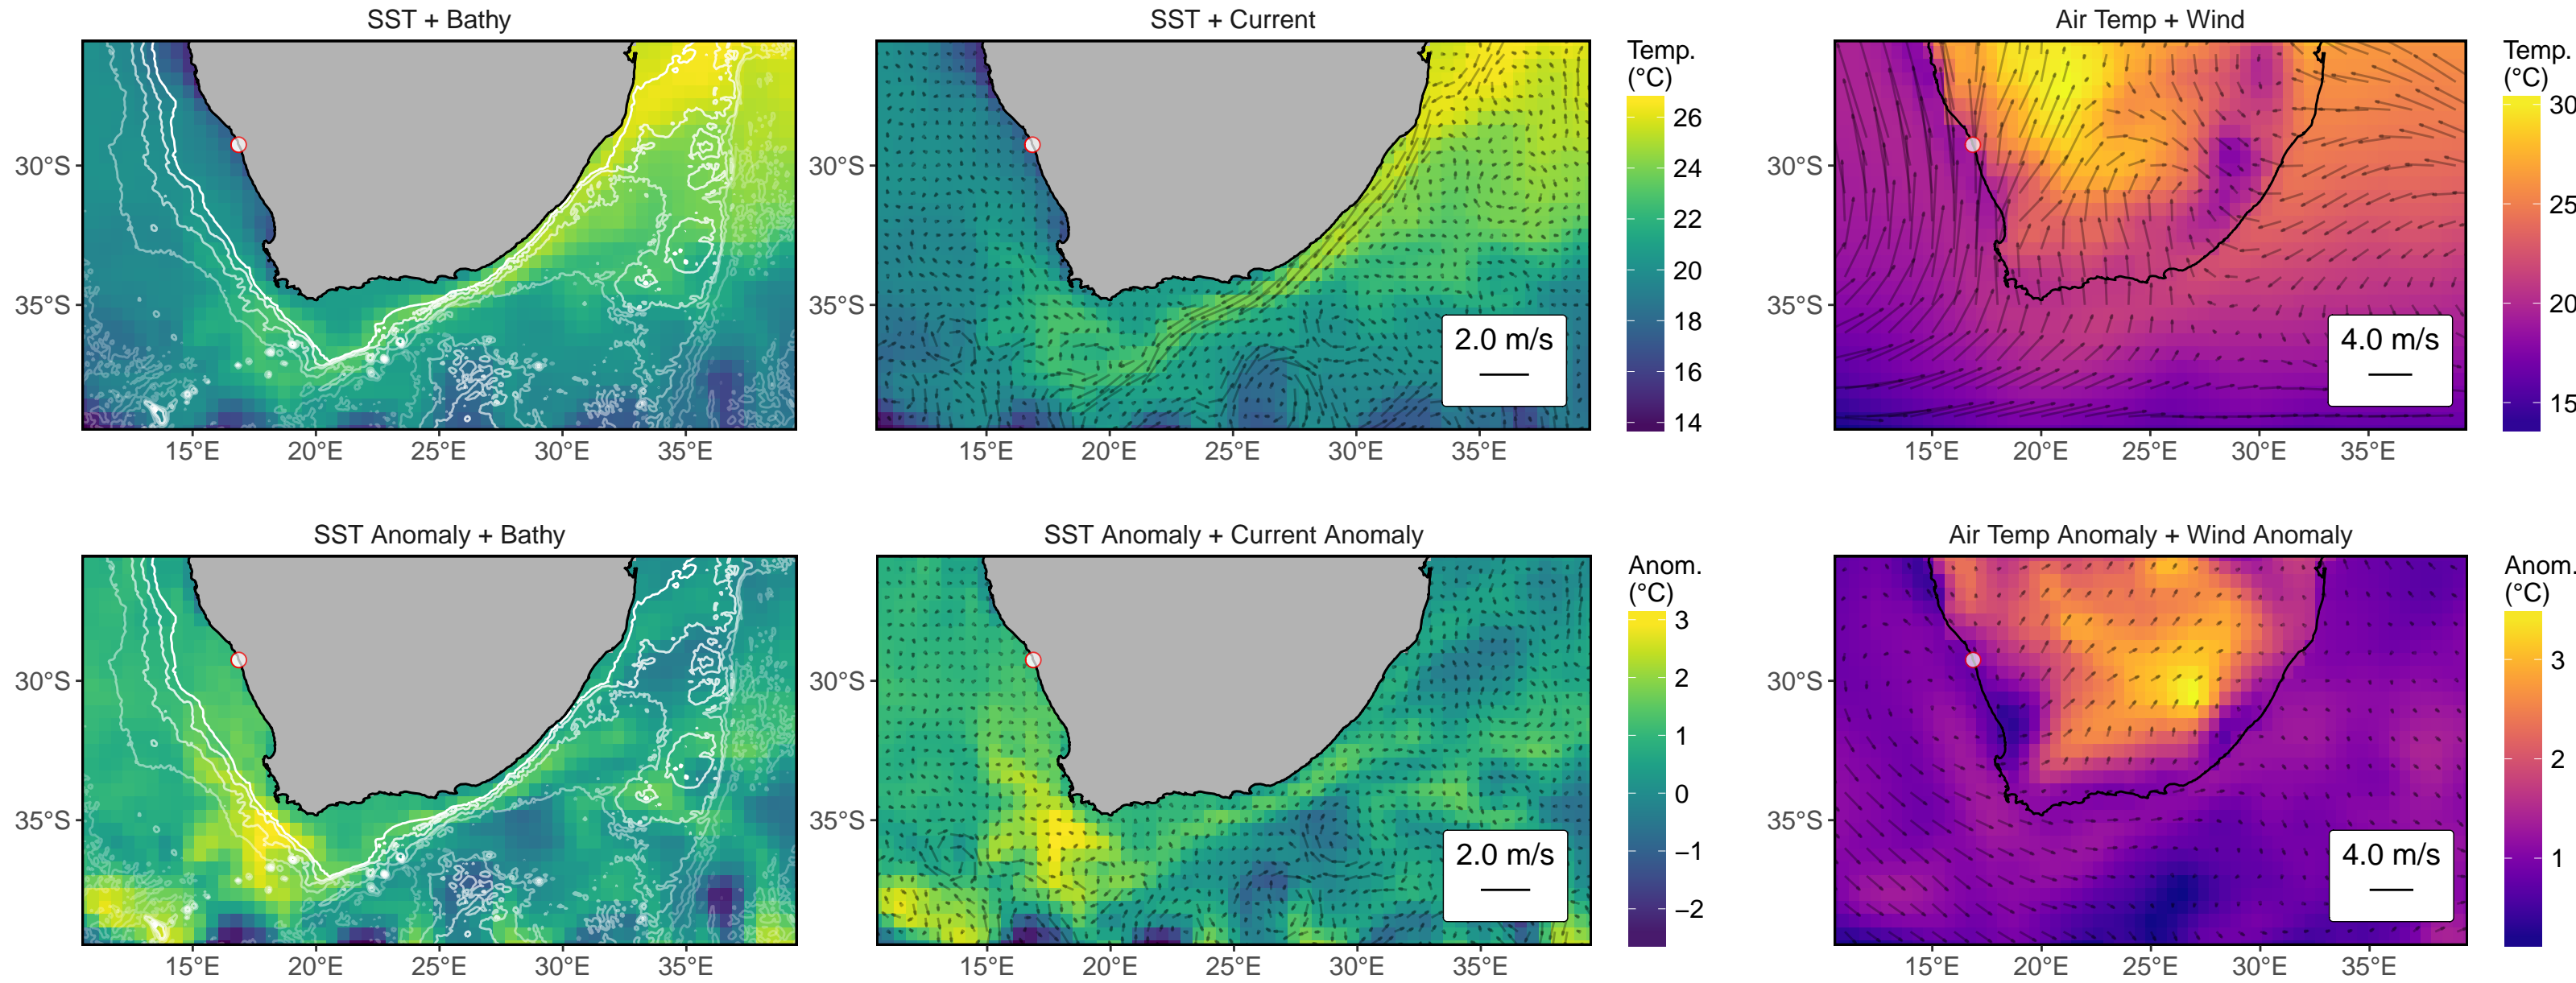 SST + Bathy
SST + Current
Air Temp + Wind
30°S
35°S
15°E 20°E 25°E 30°E 35°E
30°S
35°S
2.0 m/s
15°E 20°E 25°E 30°E 35°E
Temp.
(°C)
26
24
22
20
18
16
14
30°S
35°S
4.0 m/s
15°E 20°E 25°E 30°E 35°E
Temp.
(°C)
30
25
20
15
SST Anomaly + Bathy
SST Anomaly + Current Anomaly
Air Temp Anomaly + Wind Anomaly
30°S
35°S
15°E 20°E 25°E 30°E 35°E
30°S
35°S
2.0 m/s
15°E 20°E 25°E 30°E 35°E
Anom.
(°C)
3
2
1
0
−1
−2
30°S
35°S
4.0 m/s
15°E 20°E 25°E 30°E 35°E
Anom.
(°C)
3
2
1